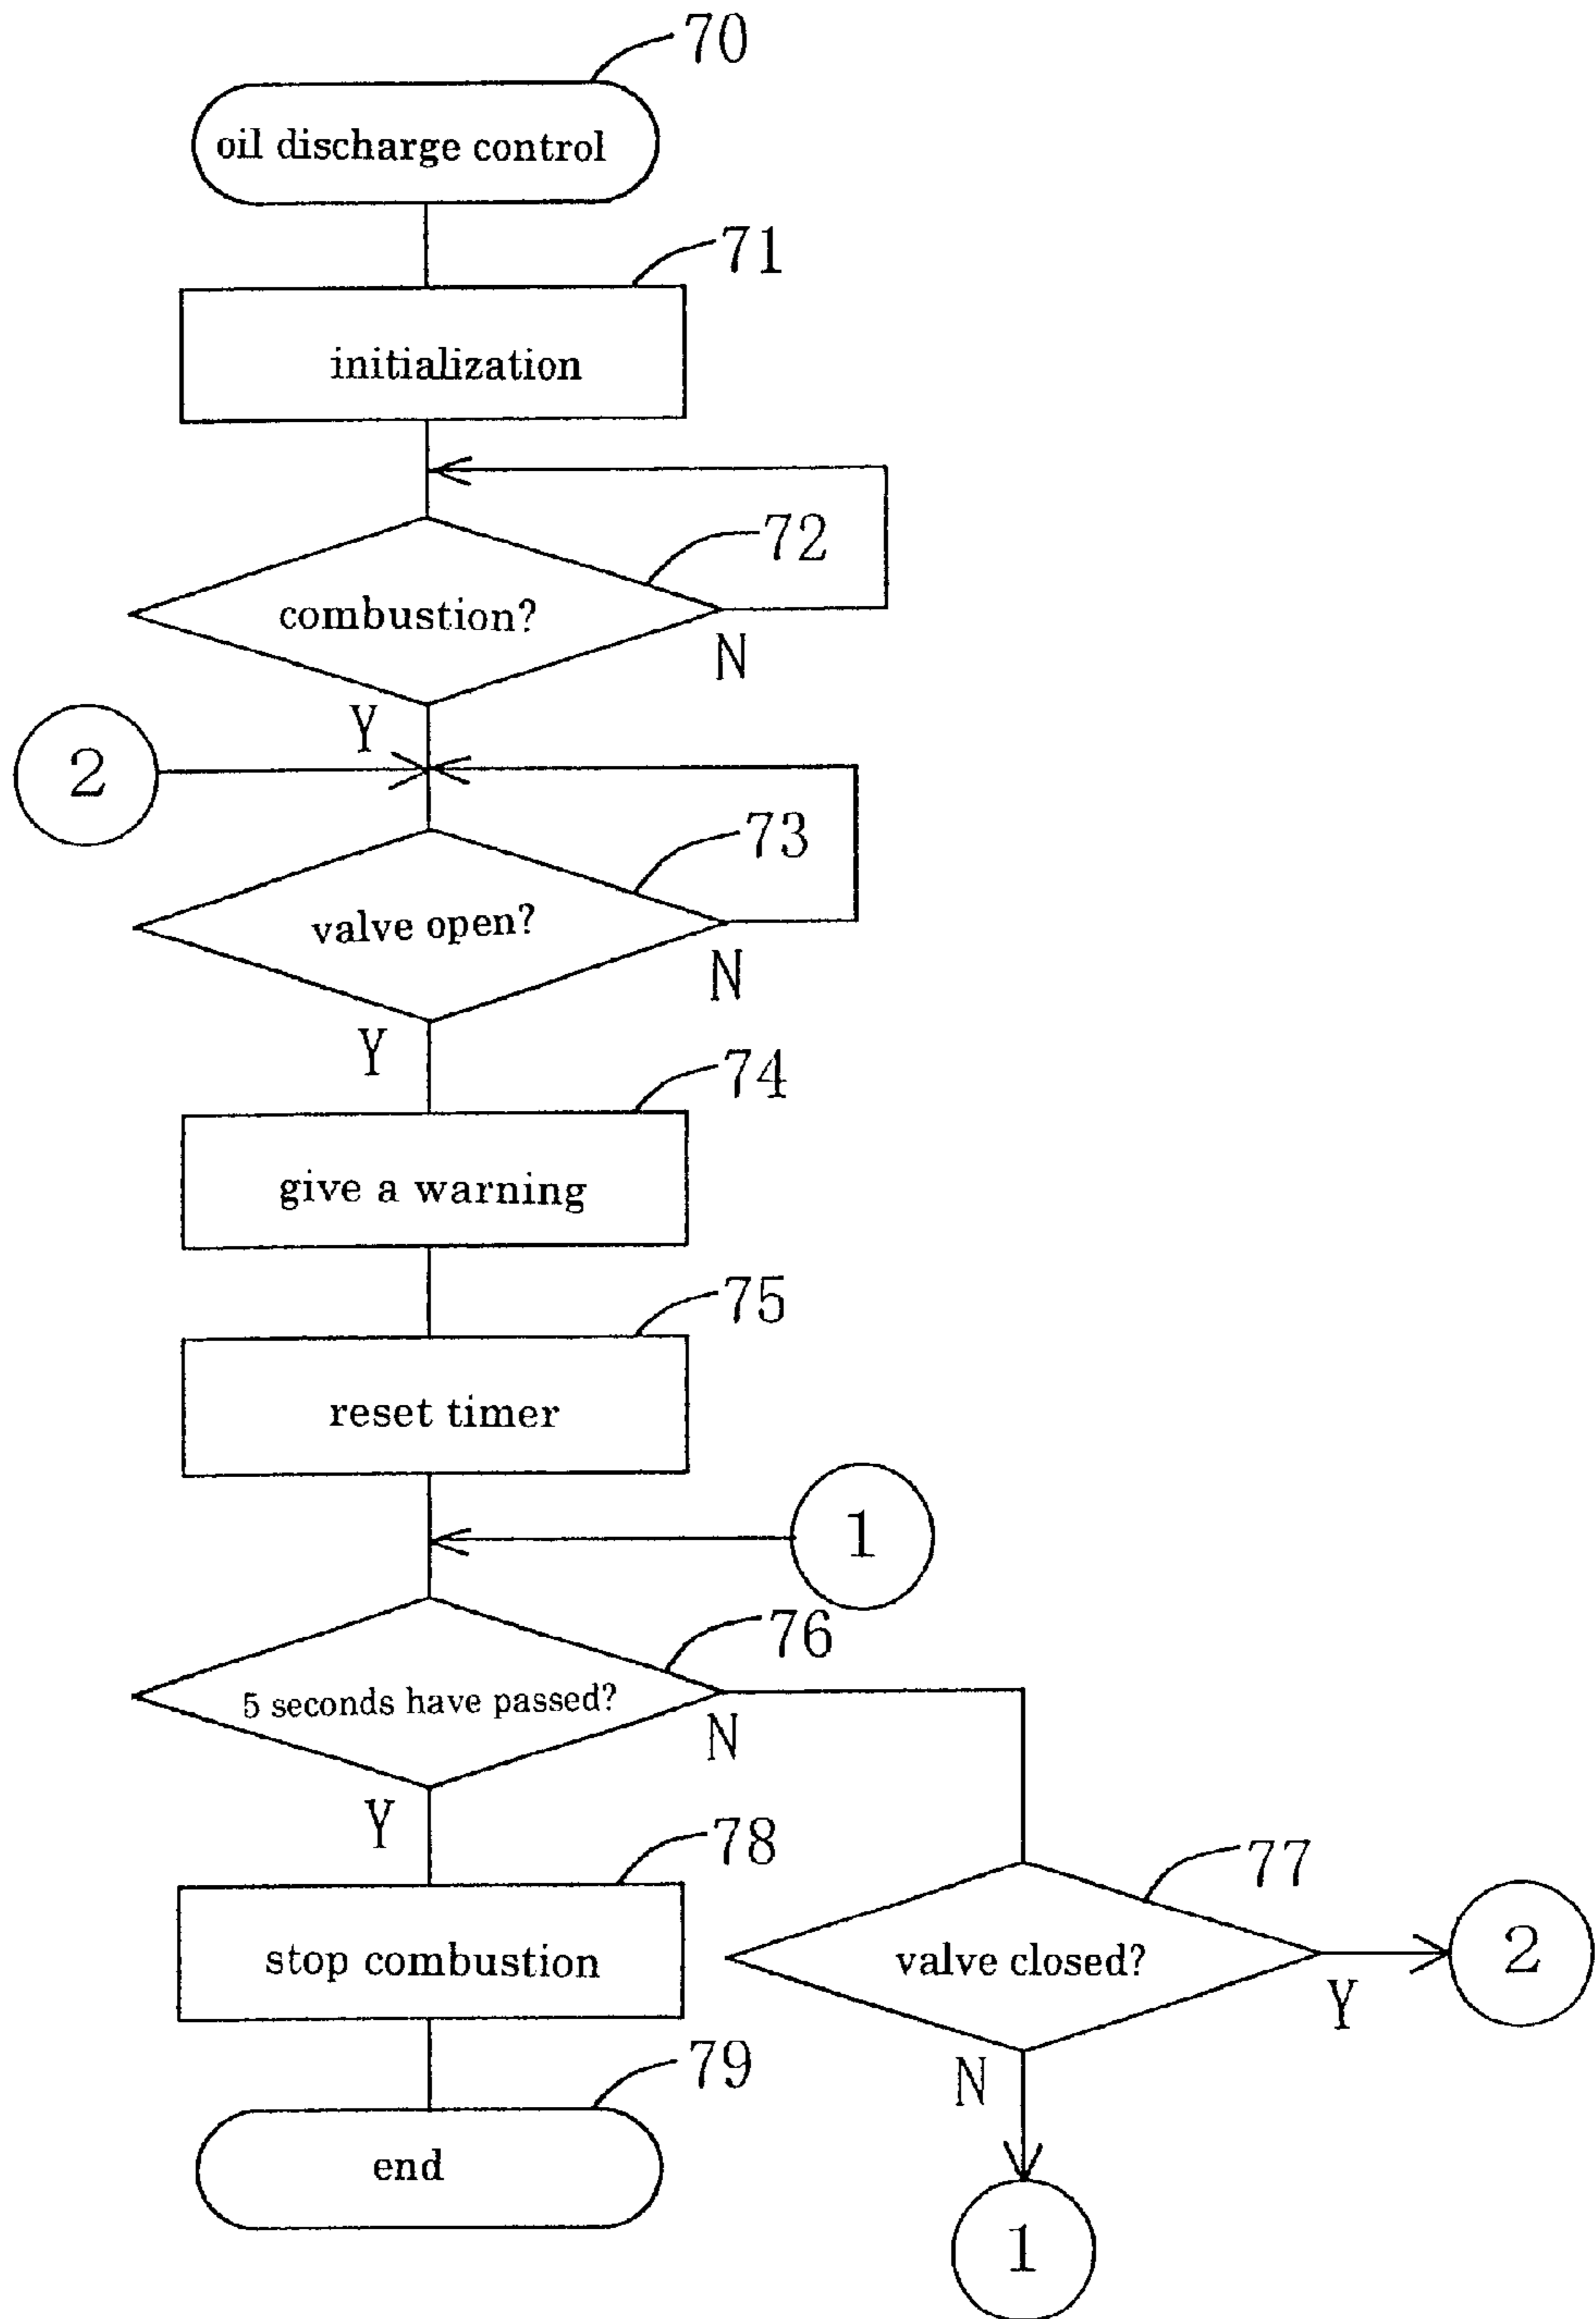 70
oil discharge control
71
initialization
72
combustion?
N
Y
2
73
valve open?
N
Y
74
give a warning
75
reset timer
1
76
5 seconds have passed?
N
Y
78
stop combustion
77
valve closed?
2
Y
N
79
end
1